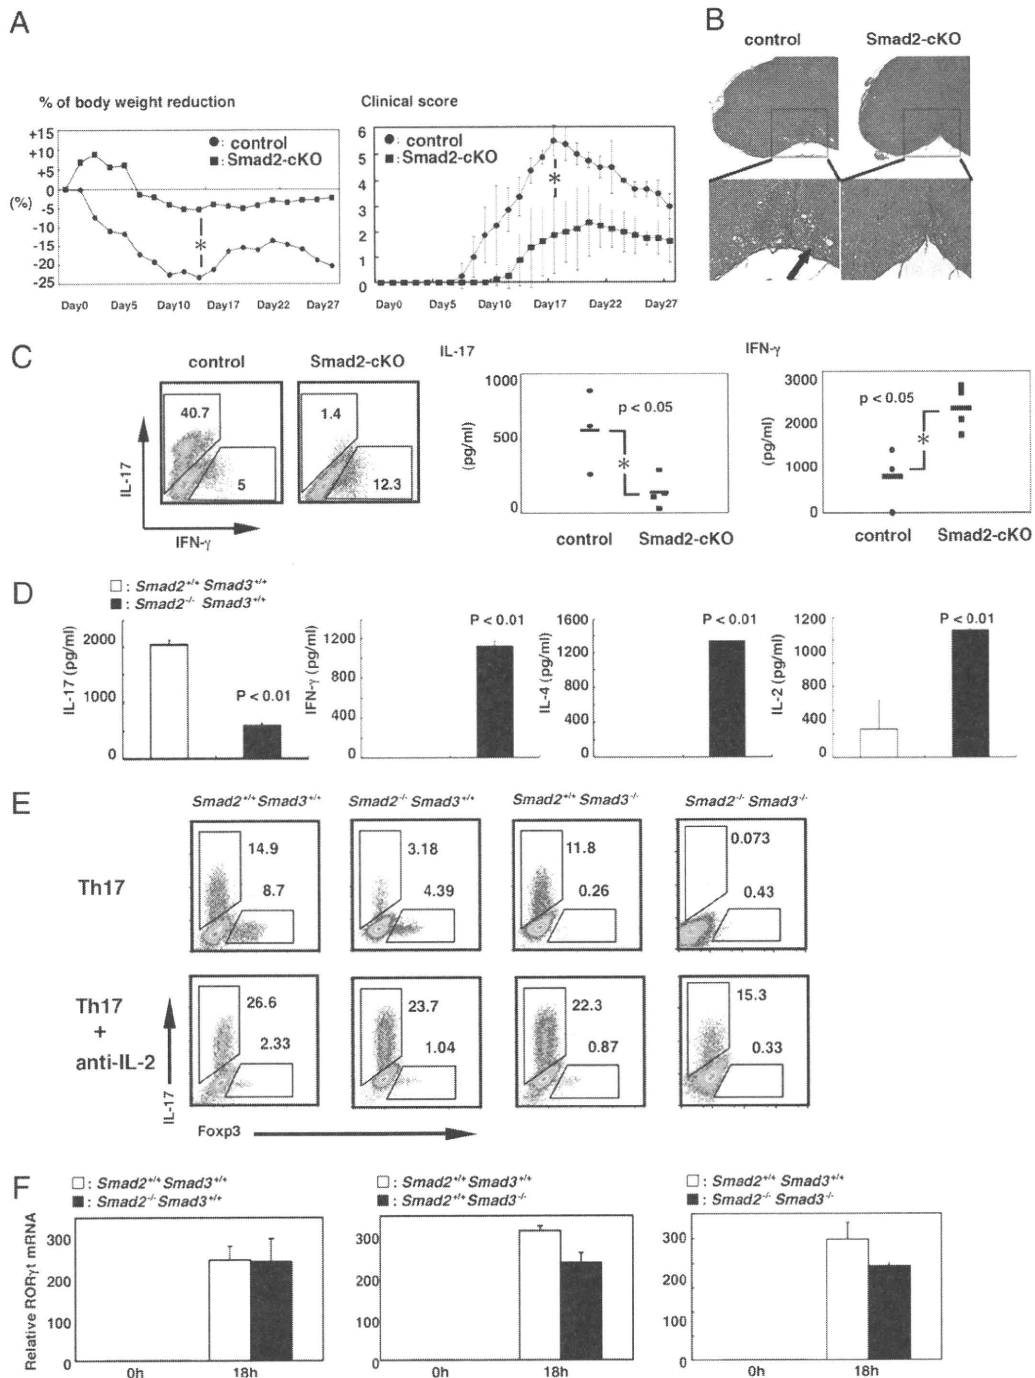 A
% of body weight reduction
+15
+10
+5
0
(%)
-5
-10
-15
-20
-25
●: control
■: Smad2-cKO
*
Day0 Day5 Day10 Day17 Day22 Day27
Clinical score
6
5
4
3
2
1
0
●: control
■: Smad2-cKO
*
Day0 Day5 Day10 Day17 Day22 Day27
B
control Smad2-cKO
C
control Smad2-cKO
40.7
5
1.4
12.3
IL-17
IFN-γ
IL-17
1000
500
0
(pg/ml)
p < 0.05
*
control Smad2-cKO
IFN-γ
3000
2000
1000
0
(pg/ml)
p < 0.05
*
control Smad2-cKO
D
□: Smad2+/+ Smad3+/+
■: Smad2-/- Smad3+/+
IL-17 (pg/ml)
2000
1000
0
P < 0.01
IFN-γ (pg/ml)
1200
800
400
0
P < 0.01
IL-4 (pg/ml)
1600
1200
800
400
0
P < 0.01
IL-2 (pg/ml)
1200
800
400
0
P < 0.01
E
Smad2+/+ Smad3+/+ Smad2-/- Smad3+/+ Smad2+/+ Smad3-/- Smad2-/- Smad3-/-
Th17
14.9
8.7
3.18
4.39
11.8
0.26
0.073
0.43
Th17
+
anti-IL-2
26.6
2.33
23.7
1.04
22.3
0.87
15.3
0.33
IL-17
Foxp3
F
□: Smad2+/+ Smad3+/+
■: Smad2-/- Smad3+/+
Relative RORγt mRNA
300
200
100
0
0h 18h
□: Smad2+/+ Smad3+/+
■: Smad2+/+ Smad3-/-
300
200
100
0
0h 18h
□: Smad2+/+ Smad3+/+
■: Smad2-/- Smad3-/-
300
200
100
0
0h 18h